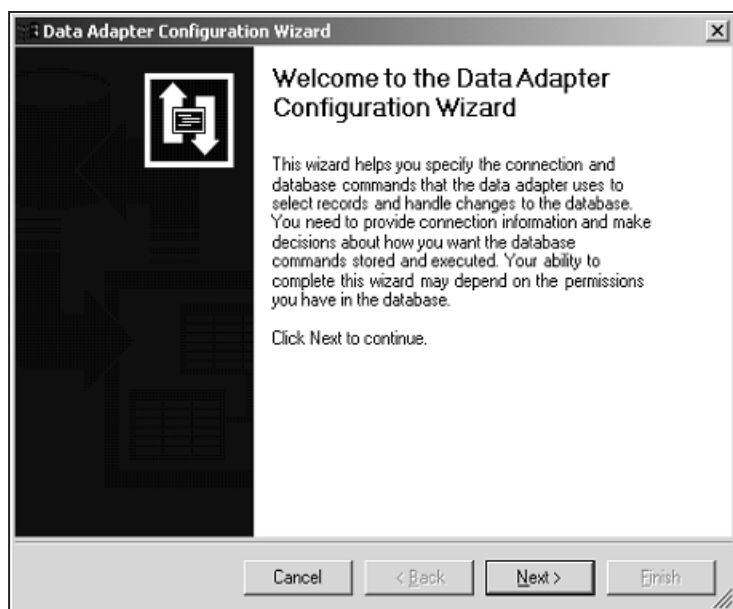 Data Adapter Configuration Wizard
Welcome to the Data Adapter
Configuration Wizard
This wizard helps you specify the connection and
database commands that the data adapter uses to
select records and handle changes to the database.
You need to provide connection information and make
decisions about how you want the database
commands stored and executed. Your ability to
complete this wizard may depend on the permissions
you have in the database.
Click Next to continue.
Cancel < Back Next > Finish